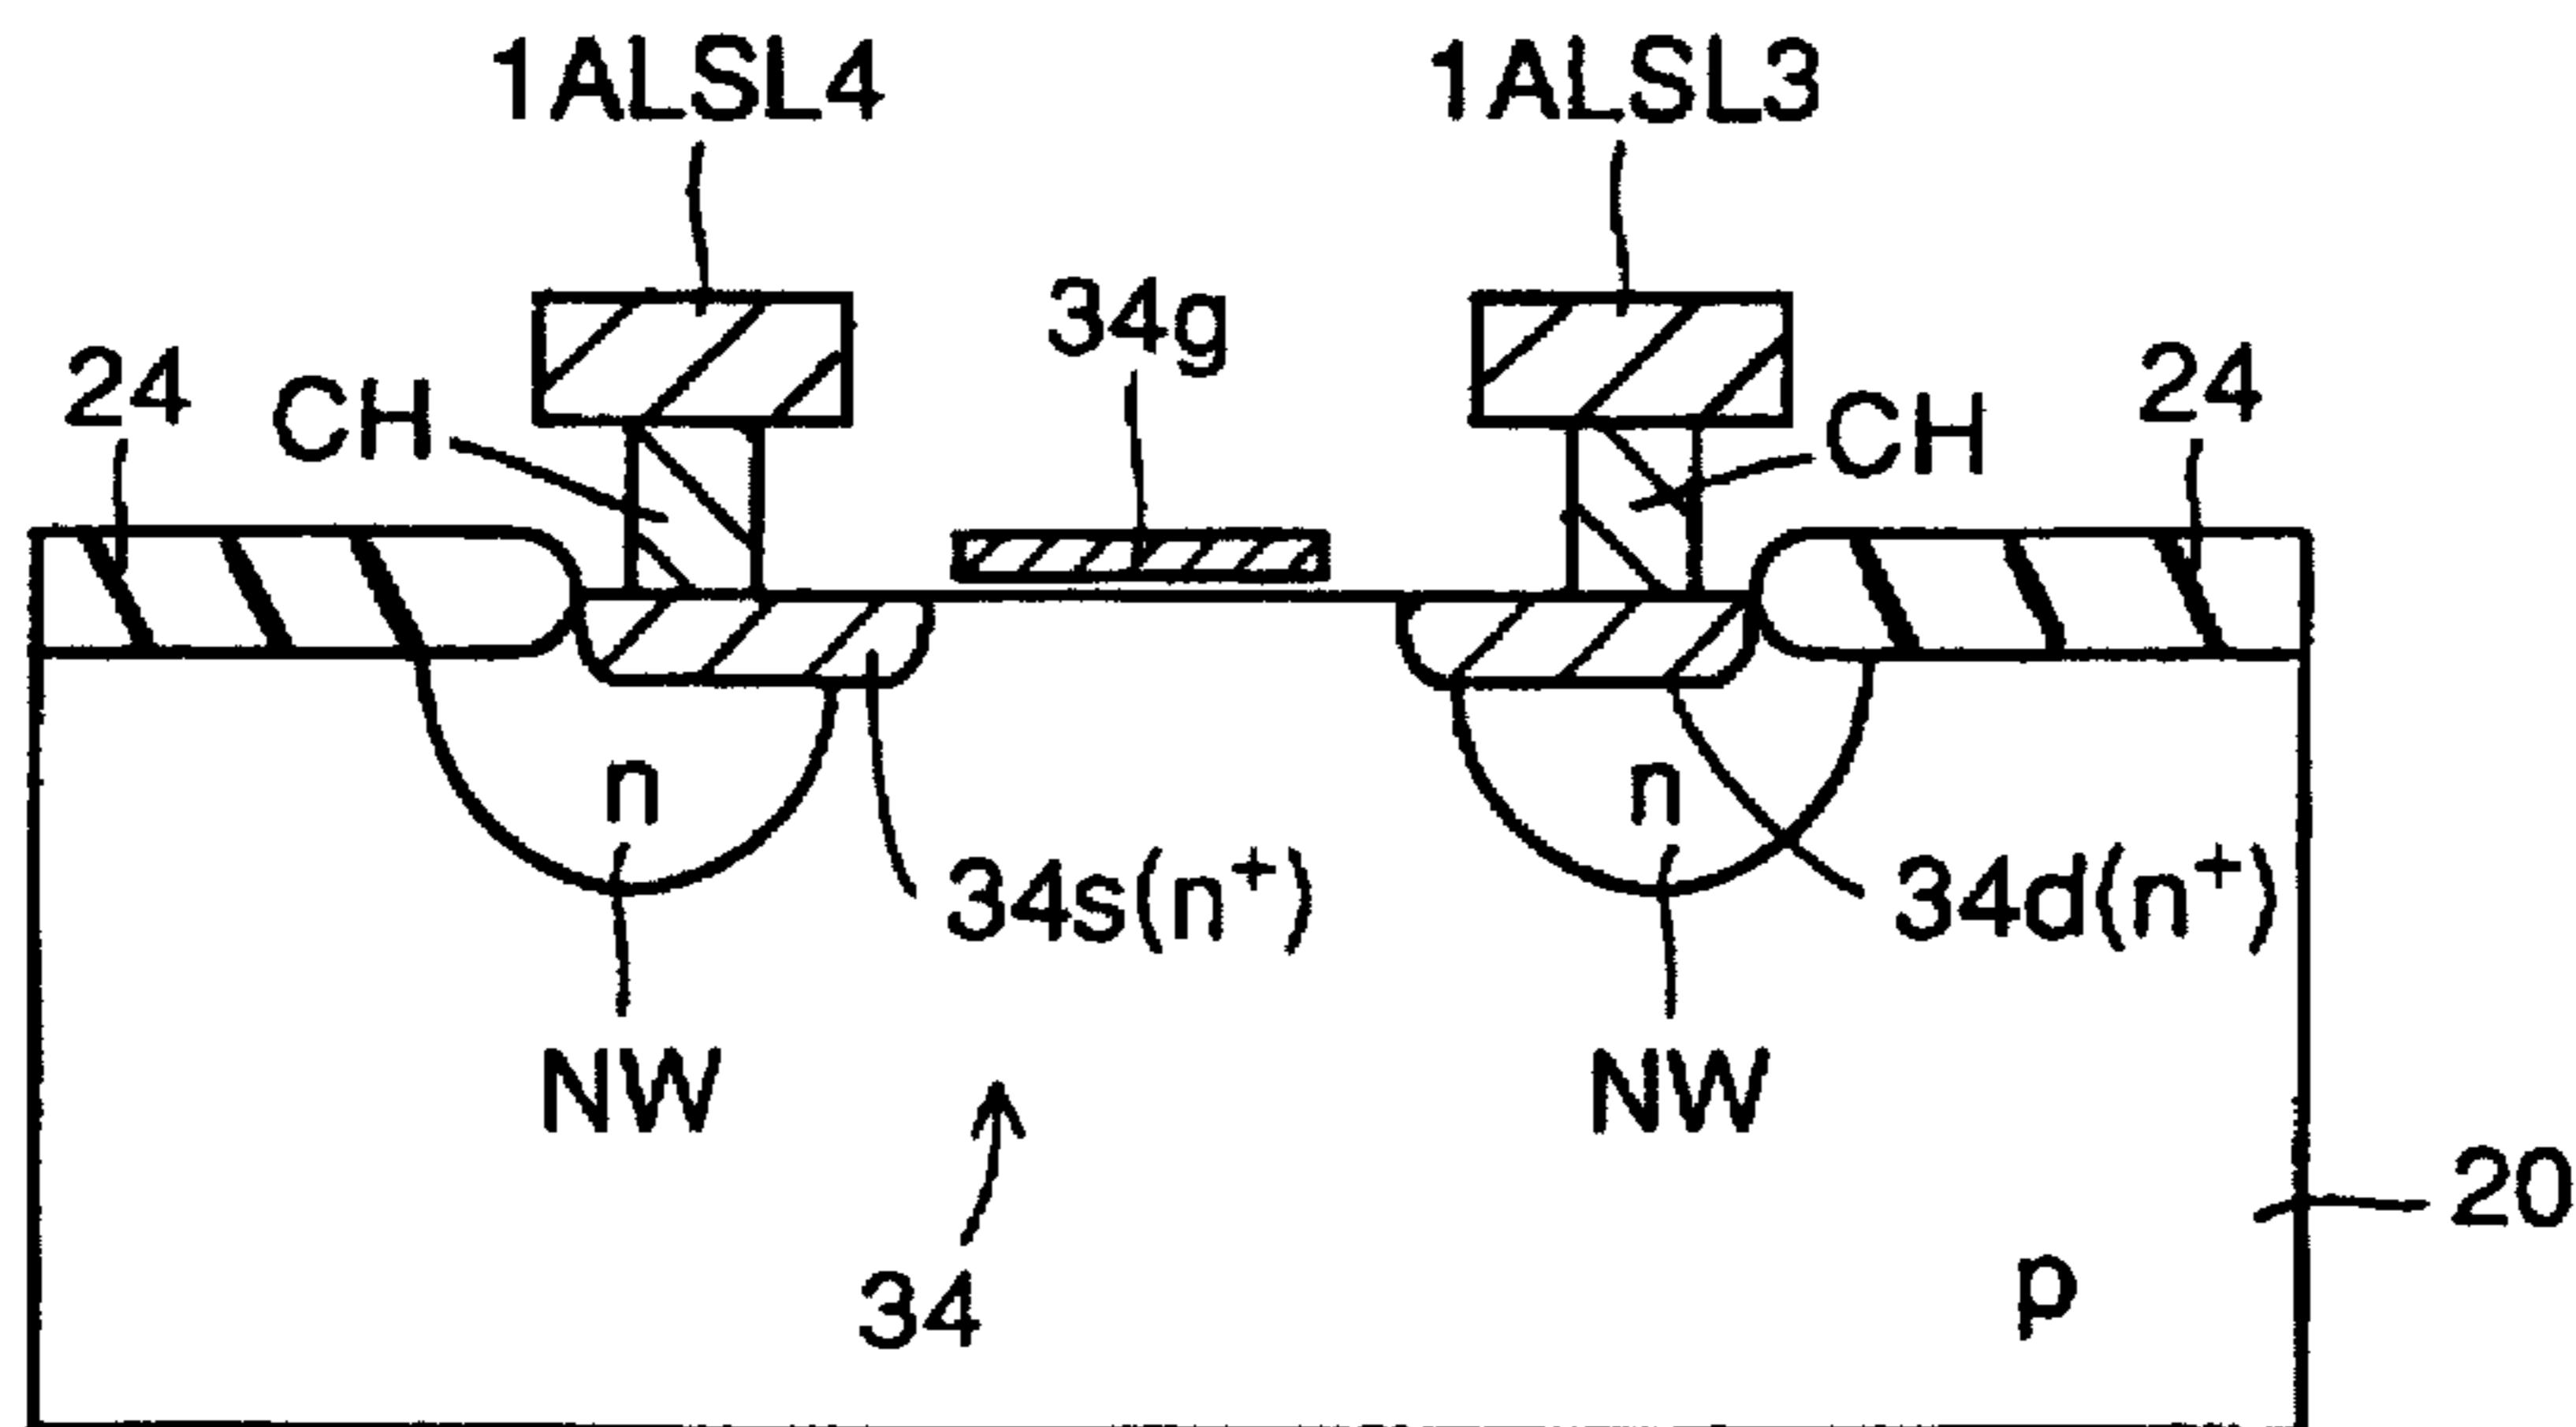 1ALSL4 1ALSL3
34g
24 CH CH 24
n n
34s(n⁺) 34d(n⁺)
NW NW
20
34 p